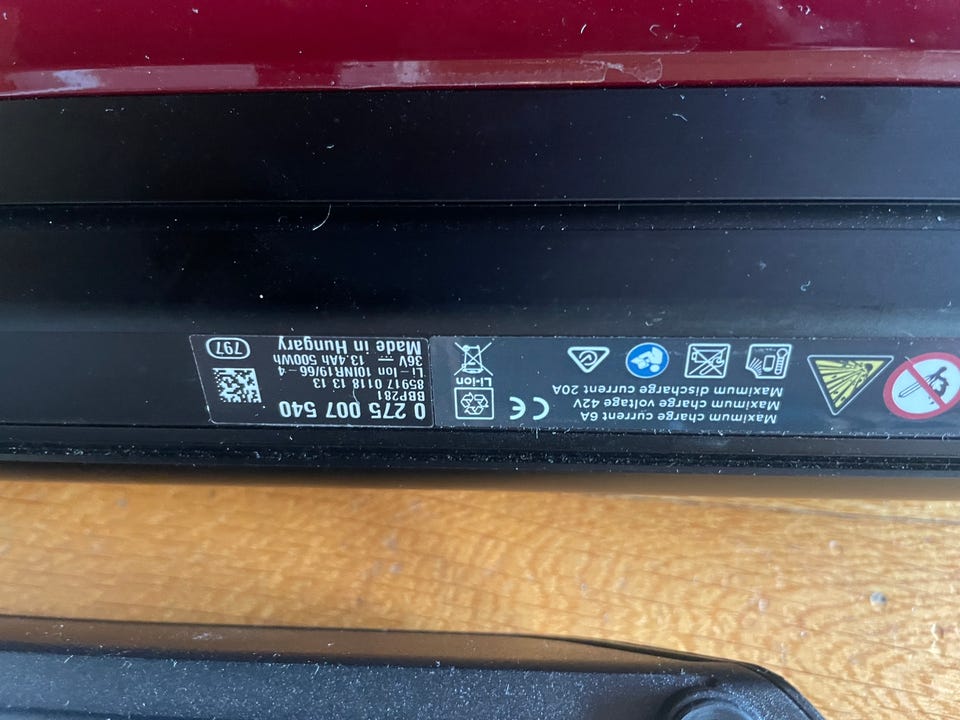 Maximum charge current 6A
Maximum charge voltage 42V
Maximum discharge current 20A
CE
Li-Ion
0 275 007 540
BBP281
85917 0118 13 13
Li - Ion 10INR19/66 - 4
36V ⎓ 13.4Ah 500Wh
Made in Hungary
797